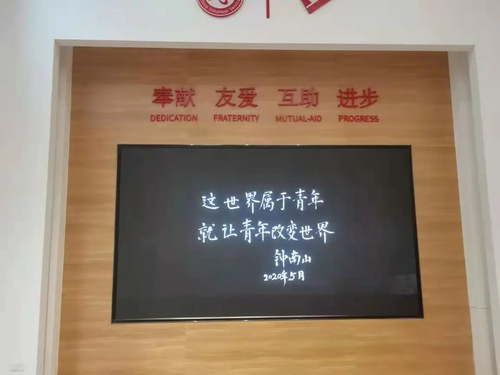 奉献 友爱 互助 进步
DEDICATION FRATERNITY MUTUAL-AID PROGRESS
这世界属于青年
就让青年改变世界
钟南山
2020年5月